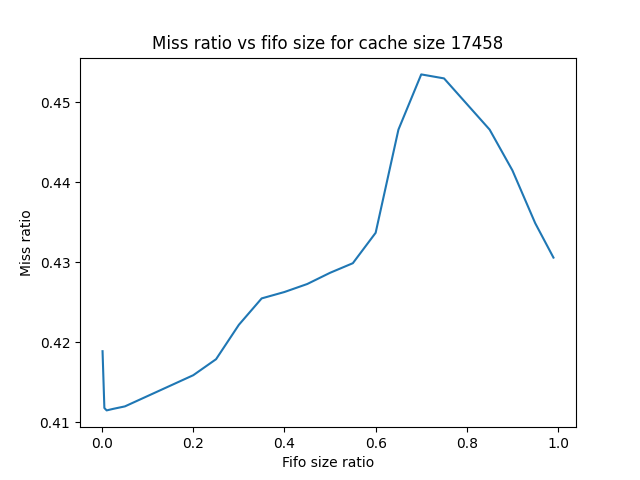 Miss ratio vs fifo size for cache size 17458
0.45
0.44
0.43
0.42
0.41
Miss ratio
0.0 0.2 0.4 0.6 0.8 1.0
Fifo size ratio